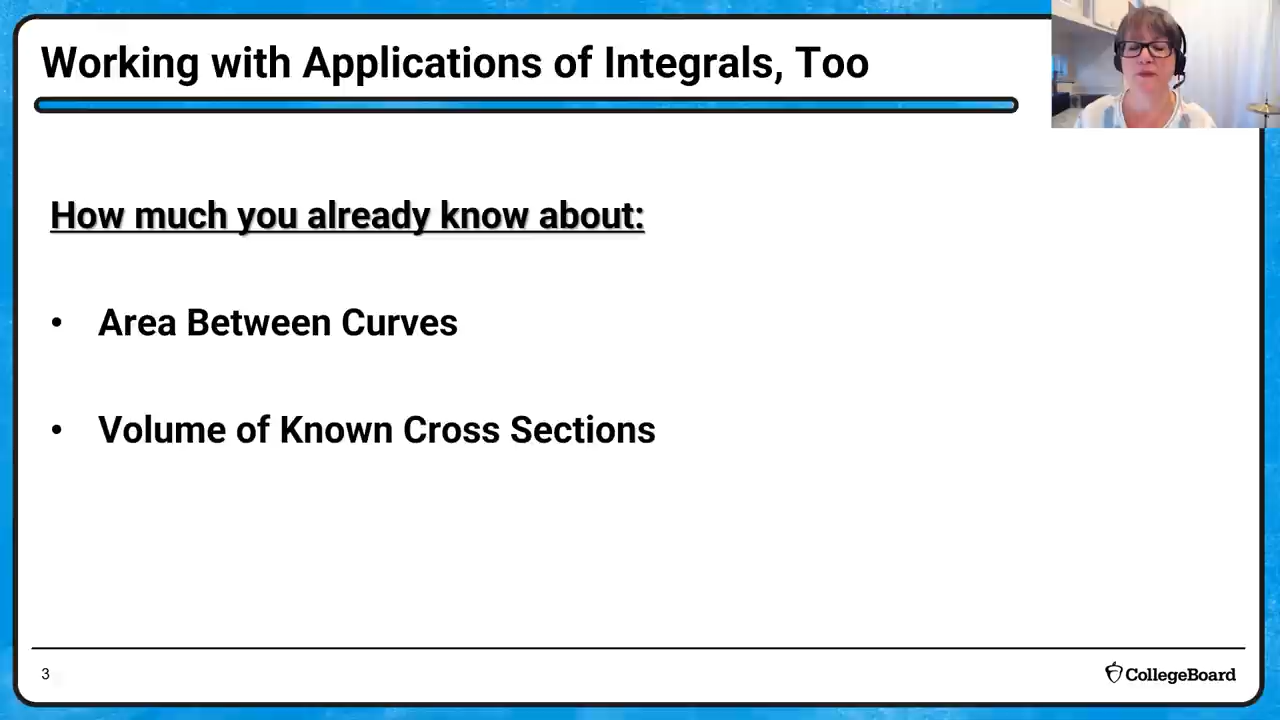 Working with Applications of Integrals, Too
How much you already know about:
• Area Between Curves
• Volume of Known Cross Sections
3
CollegeBoard